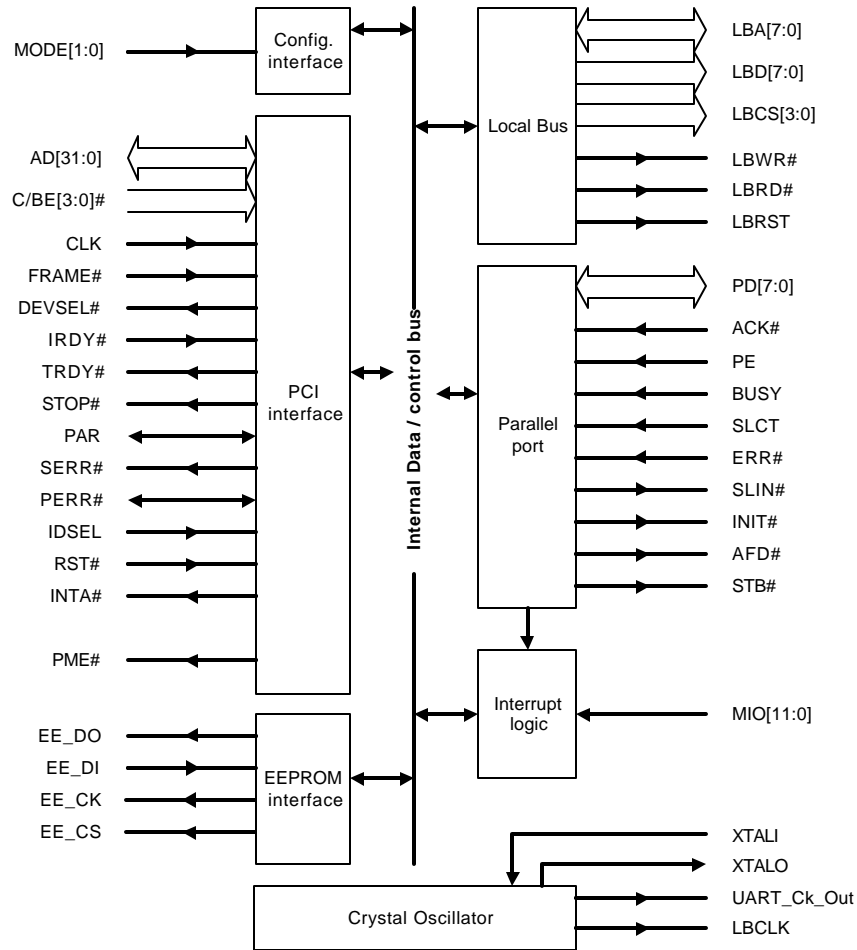 MODE[1:0]
Config.
interface
AD[31:0]
C/BE[3:0]#
CLK
FRAME#
DEVSEL#
IRDY#
TRDY#
STOP#
PAR
SERR#
PERR#
IDSEL
RST#
INTA#
PME#
PCI
interface
EE_DO
EE_DI
EE_CK
EE_CS
EEPROM
interface
Internal Data / control bus
Local Bus
LBA[7:0]
LBD[7:0]
LBCS[3:0]
LBWR#
LBRD#
LBRST
Parallel
port
PD[7:0]
ACK#
PE
BUSY
SLCT
ERR#
SLIN#
INIT#
AFD#
STB#
Interrupt
logic
MIO[11:0]
Crystal Oscillator
XTALI
XTALO
UART_Ck_Out
LBCLK